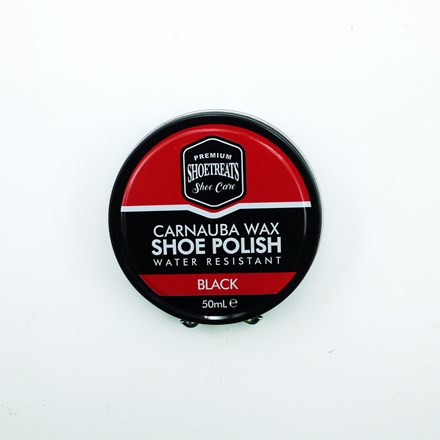 PREMIUM
SHOETREATS
Shoe Care
CARNAUBA WAX
SHOE POLISH
WATER RESISTANT
BLACK
50mL ℮